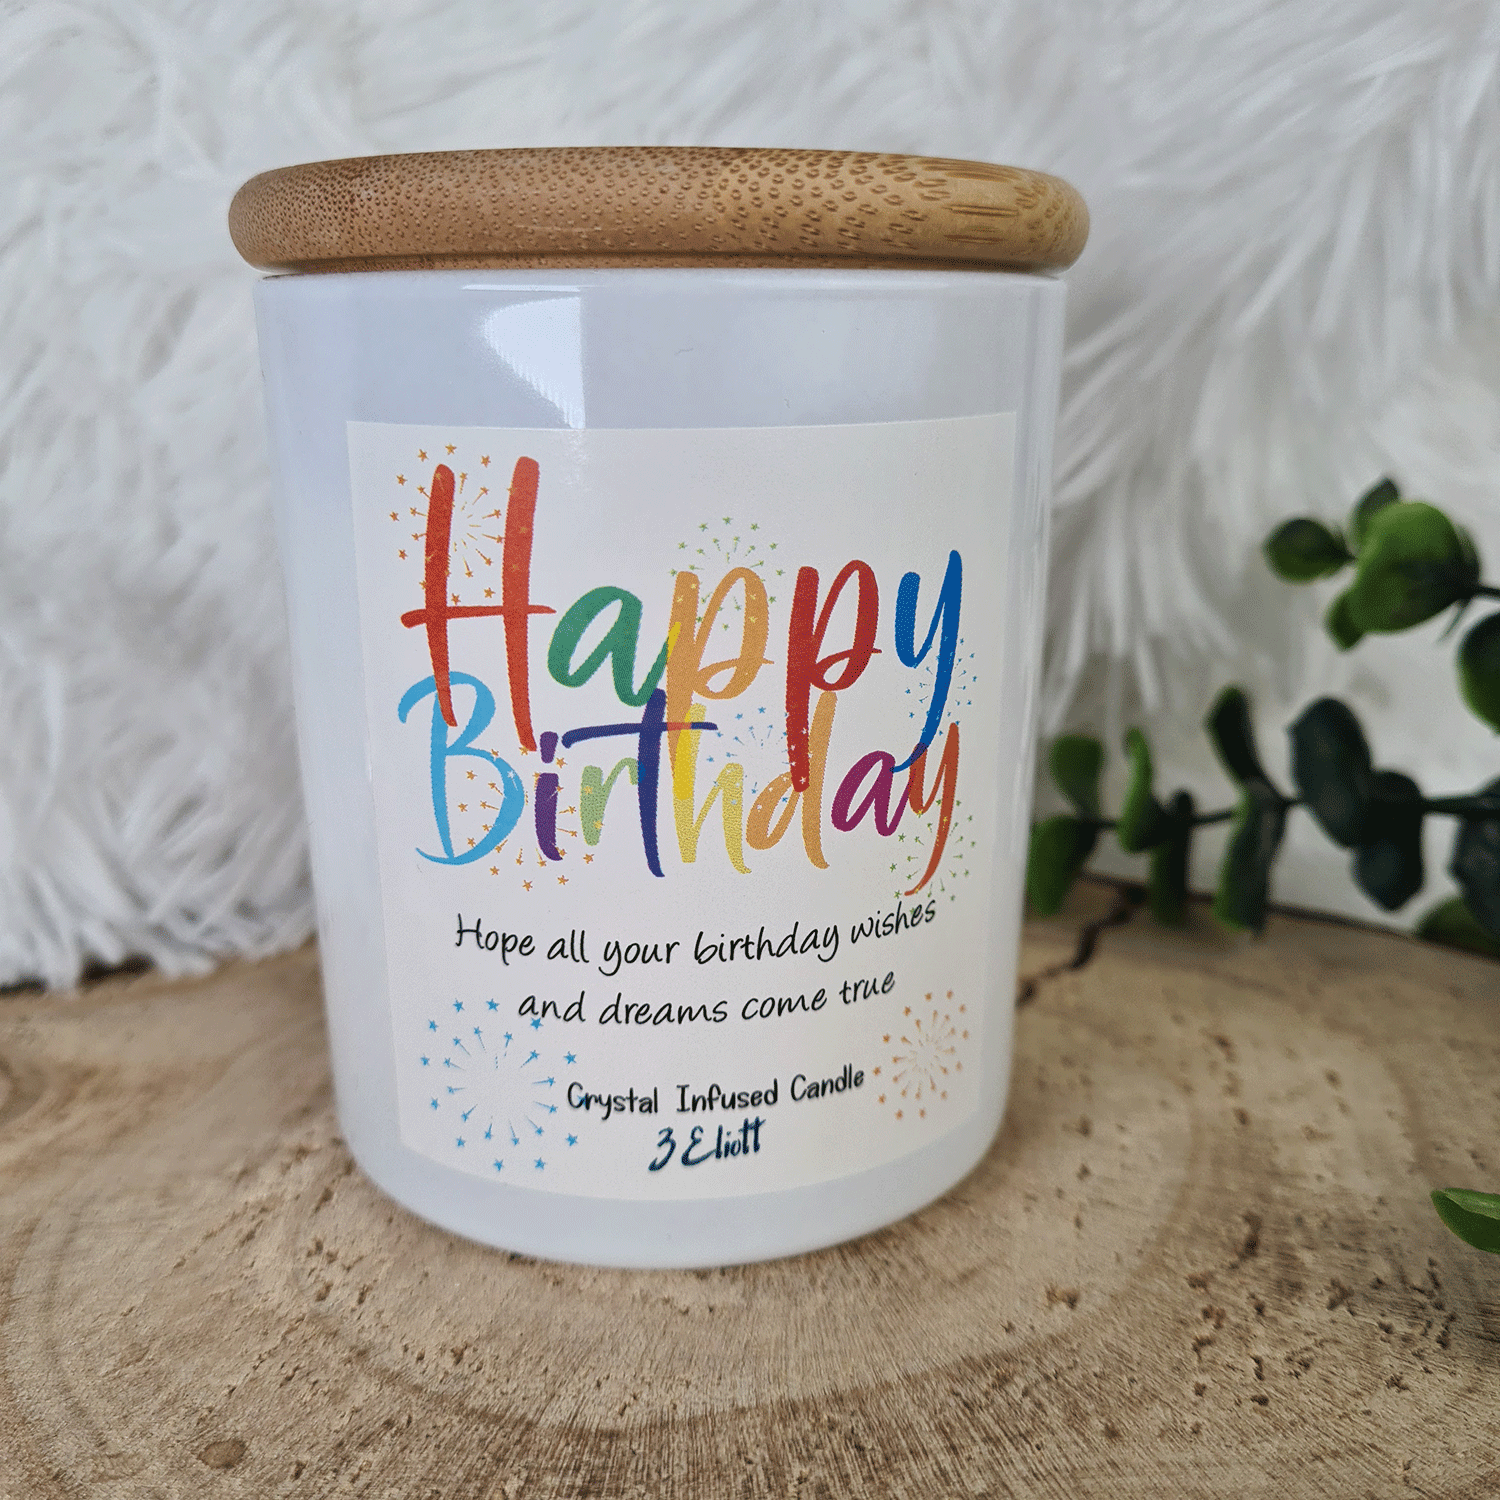 Happy
Birthday
Hope all your birthday wishes
and dreams come true
Crystal Infused Candle
3 Eliott